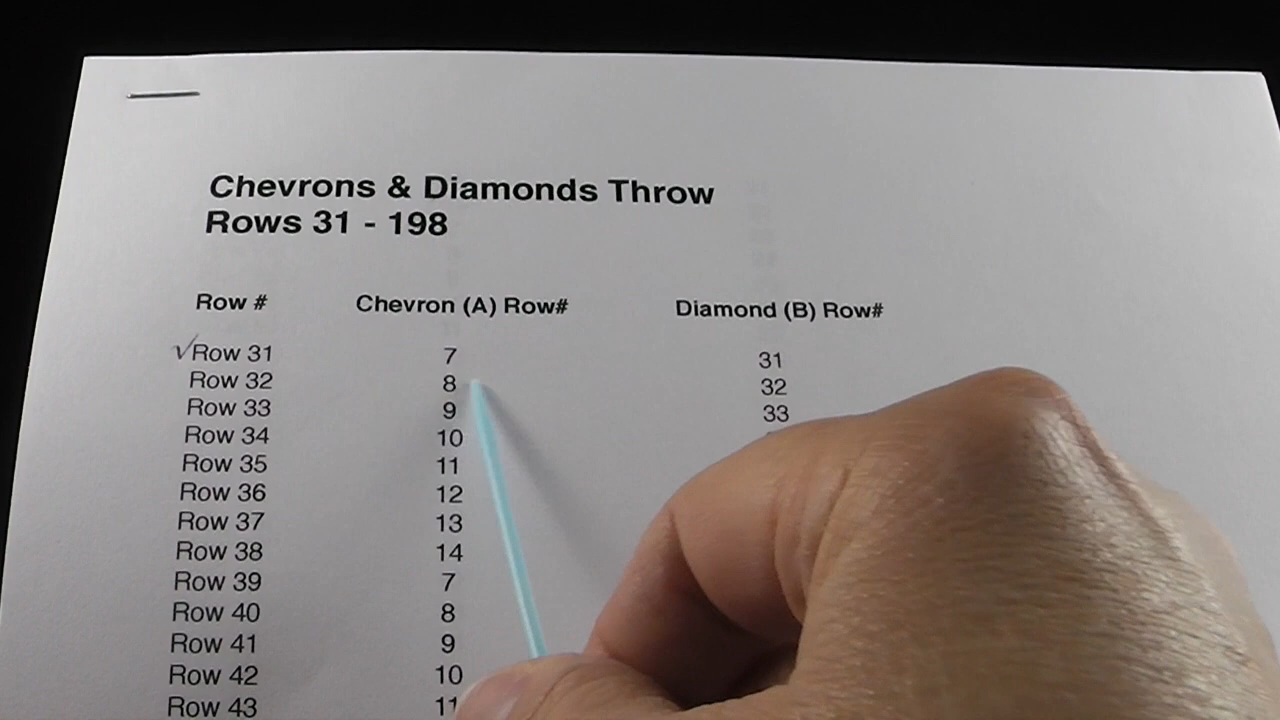 Chevrons & Diamonds Throw
Rows 31 - 198
Row # Chevron (A) Row# Diamond (B) Row#
√Row 31 7 31
Row 32 8 32
Row 33 9 33
Row 34 10
Row 35 11
Row 36 12
Row 37 13
Row 38 14
Row 39 7
Row 40 8
Row 41 9
Row 42 10
Row 43 11